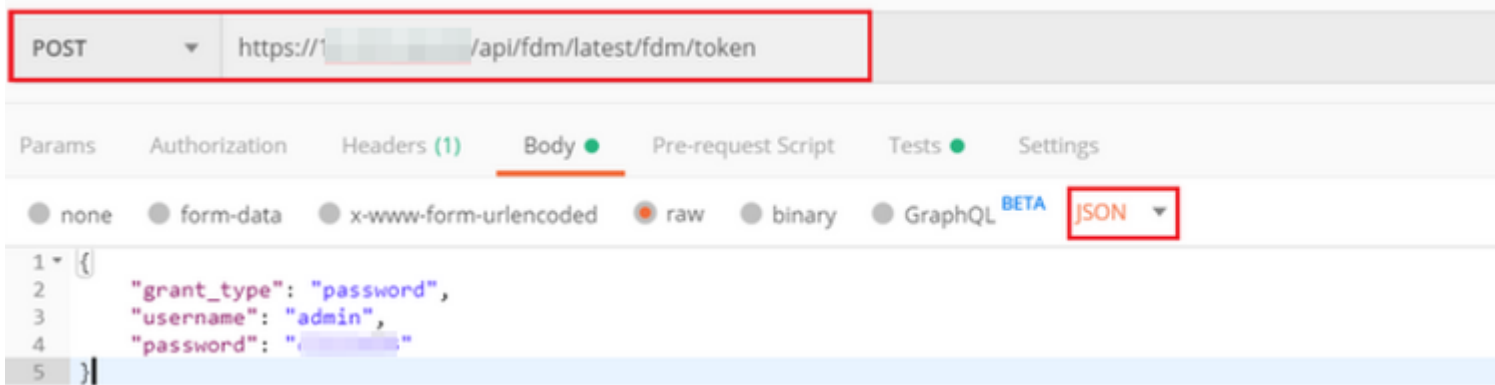 POST https:// /api/fdm/latest/fdm/token
Params Authorization Headers (1) Body Pre-request Script Tests Settings
none form-data x-www-form-urlencoded raw binary GraphQL BETA JSON
1 {
2 "grant_type": "password",
3 "username": "admin",
4 "password": " "
5 }